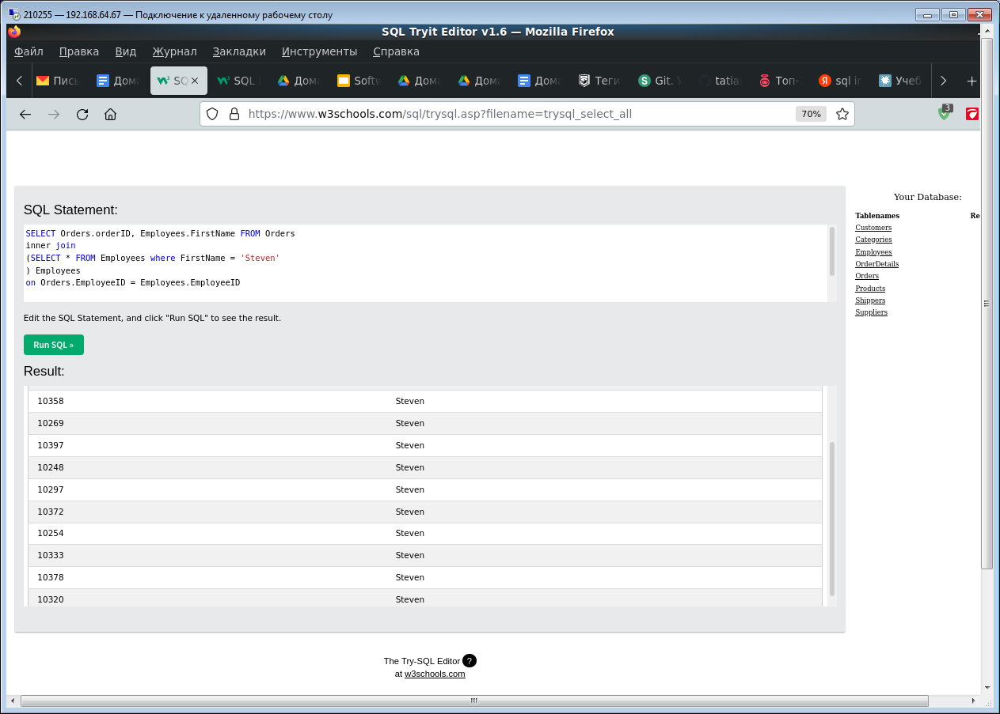 210255 — 192.168.64.67 — Подключение к удаленному рабочему столу
SQL Tryit Editor v1.6 — Mozilla Firefox
Файл Правка Вид Журнал Закладки Инструменты Справка
Пись Дома SQ SQL Дома Softw Дома Дома Дома Теги Git. У tatiar Топ- sql in Учеб
https://www.w3schools.com/sql/trysql.asp?filename=trysql_select_all 70% 3
Your Database:
SQL Statement:
Tablenames Re
Customers
Categories
Employees
OrderDetails
Orders
Products
Shippers
Suppliers
SELECT Orders.orderID, Employees.FirstName FROM Orders
inner join
(SELECT * FROM Employees where FirstName = 'Steven'
) Employees
on Orders.EmployeeID = Employees.EmployeeID
Edit the SQL Statement, and click "Run SQL" to see the result.
Run SQL »
Result:
10358 Steven
10269 Steven
10397 Steven
10248 Steven
10297 Steven
10372 Steven
10254 Steven
10333 Steven
10378 Steven
10320 Steven
The Try-SQL Editor ?
at w3schools.com